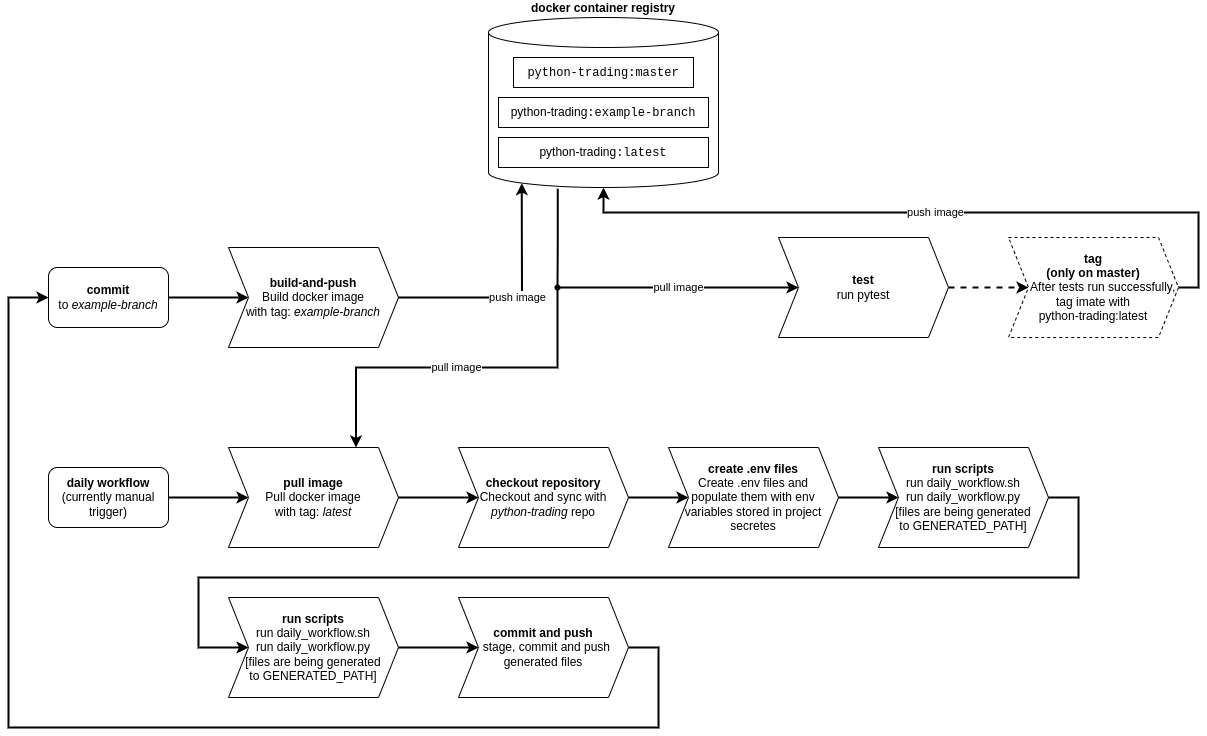 docker container registry
python-trading:master
python-trading:example-branch
python-trading:latest
push image
commit
to example-branch
build-and-push
Build docker image
with tag: example-branch
push image
pull image
test
run pytest
tag
(only on master)
After tests run successfully,
tag imate with
python-trading:latest
pull image
daily workflow
(currently manual
trigger)
pull image
Pull docker image
with tag: latest
checkout repository
Checkout and sync with
python-trading repo
create .env files
Create .env files and
populate them with env
variables stored in project
secretes
run scripts
run daily_workflow.sh
run daily_workflow.py
[files are being generated
to GENERATED_PATH]
run scripts
run daily_workflow.sh
run daily_workflow.py
[files are being generated
to GENERATED_PATH]
commit and push
stage, commit and push
generated files